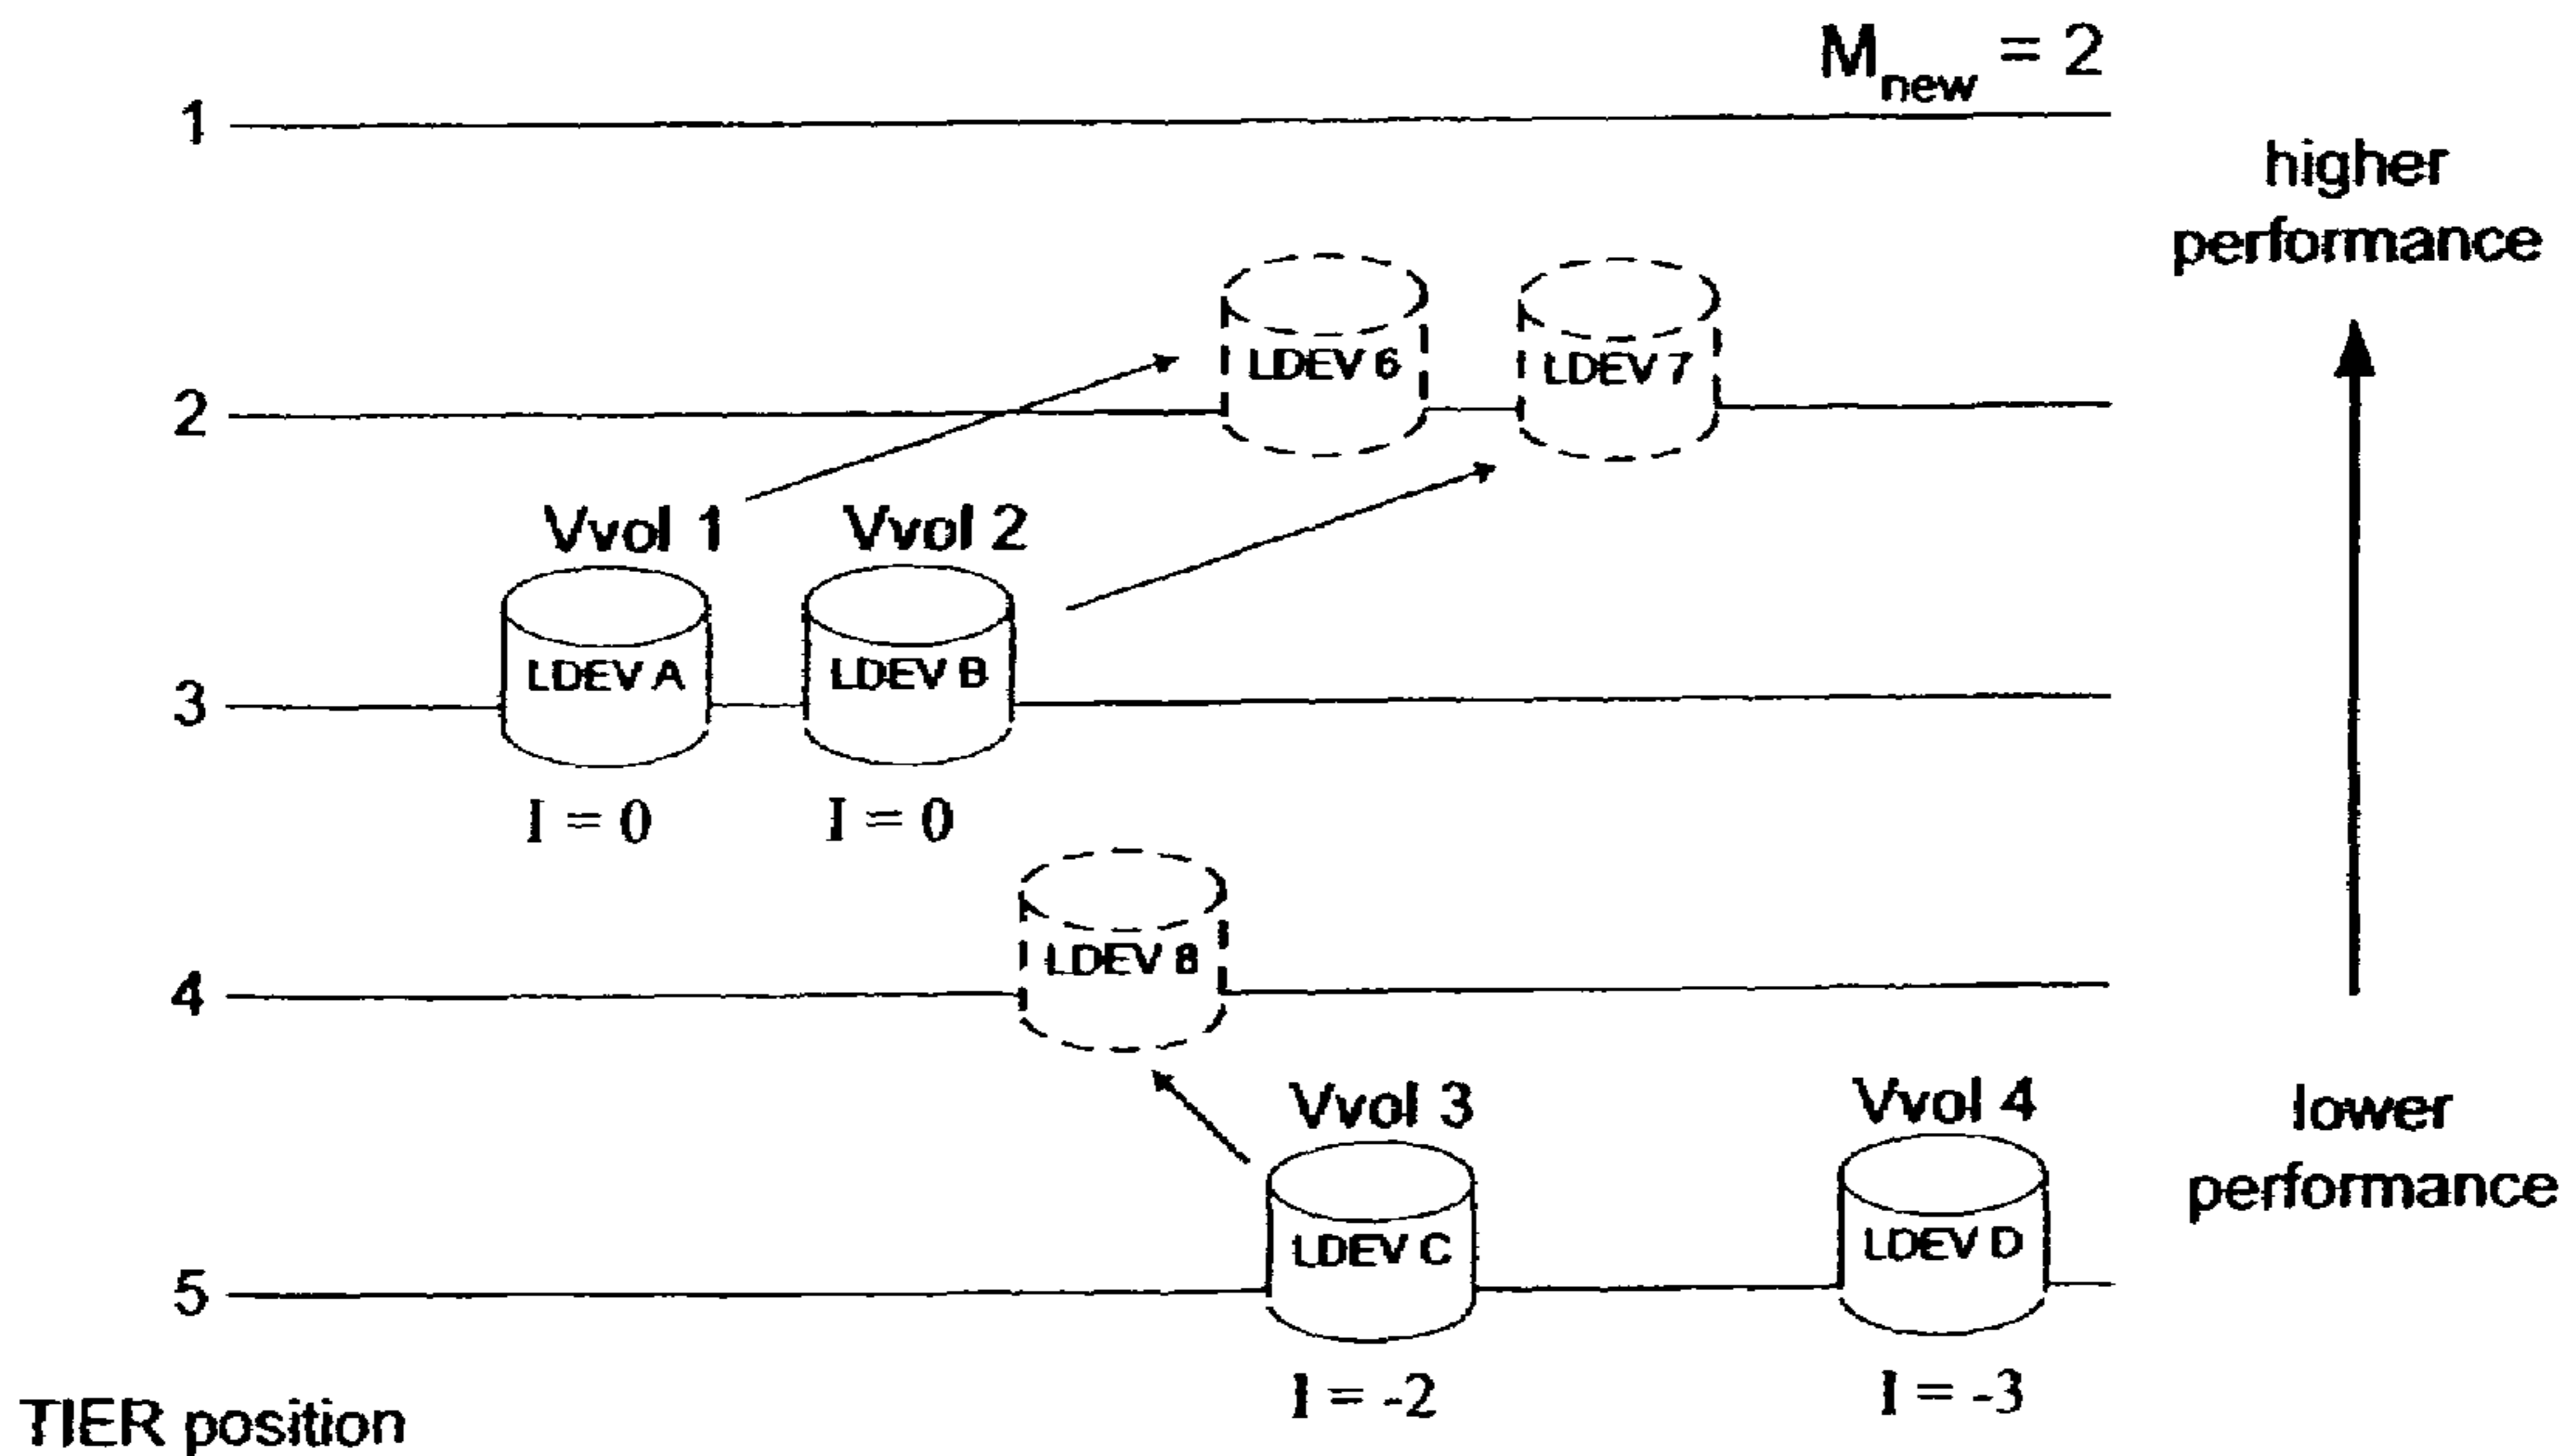 M_new = 2
1
higher
performance
LDEV 6
LDEV 7
2
Vvol 1
Vvol 2
LDEV A
LDEV B
3
I = 0
I = 0
LDEV 8
4
Vvol 3
Vvol 4
lower
performance
LDEV C
LDEV D
5
I = -2
I = -3
TIER position